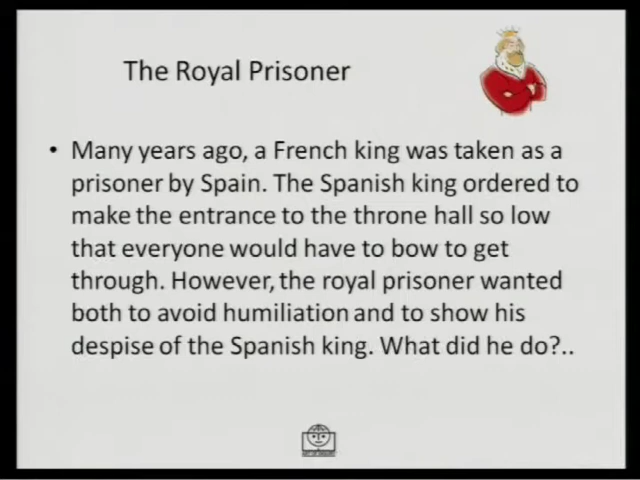 The Royal Prisoner
• Many years ago, a French king was taken as a
prisoner by Spain. The Spanish king ordered to
make the entrance to the throne hall so low
that everyone would have to bow to get
through. However, the royal prisoner wanted
both to avoid humiliation and to show his
despise of the Spanish king. What did he do?..